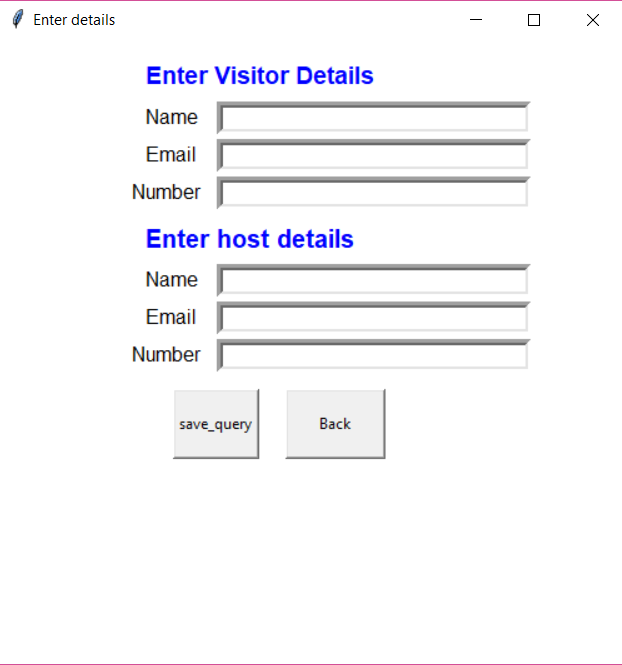 Enter details
Enter Visitor Details
Name
Email
Number
Enter host details
Name
Email
Number
save_query Back